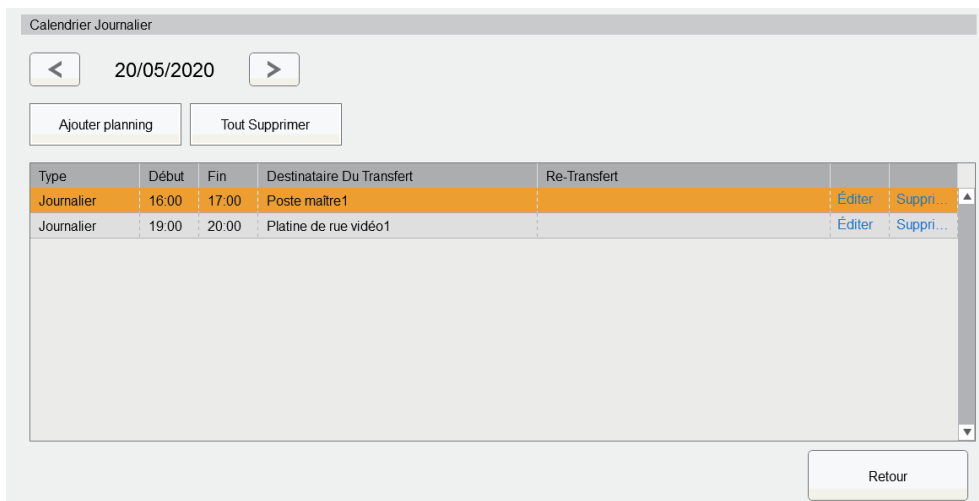 Calendrier Journalier
< 20/05/2020 >
Ajouter planning Tout Supprimer
Type Début Fin Destinataire Du Transfert Re-Transfert
Journalier 16:00 17:00 Poste maître1 Éditer Suppri...
Journalier 19:00 20:00 Platine de rue vidéo1 Éditer Suppri...
Retour